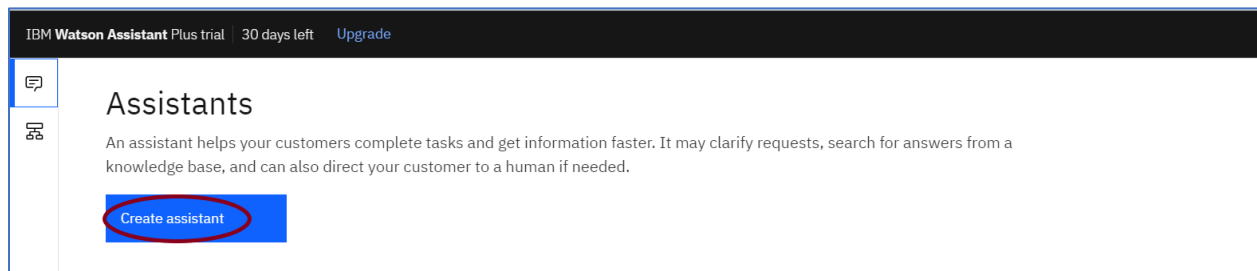 IBM Watson Assistant Plus trial 30 days left Upgrade
Assistants
An assistant helps your customers complete tasks and get information faster. It may clarify requests, search for answers from a
knowledge base, and can also direct your customer to a human if needed.
Create assistant